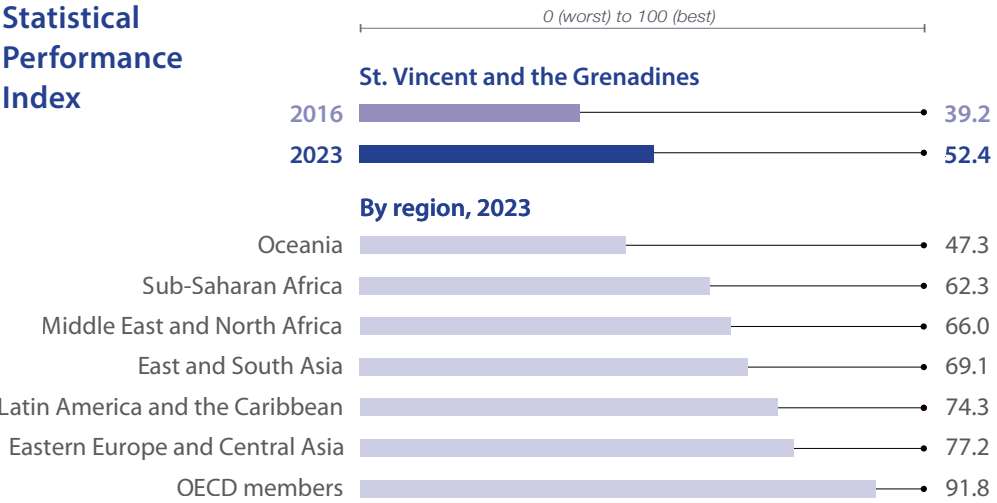 Statistical
Performance
Index
0 (worst) to 100 (best)
St. Vincent and the Grenadines
2016 39.2
2023 52.4
By region, 2023
Oceania 47.3
Sub-Saharan Africa 62.3
Middle East and North Africa 66.0
East and South Asia 69.1
Latin America and the Caribbean 74.3
Eastern Europe and Central Asia 77.2
OECD members 91.8